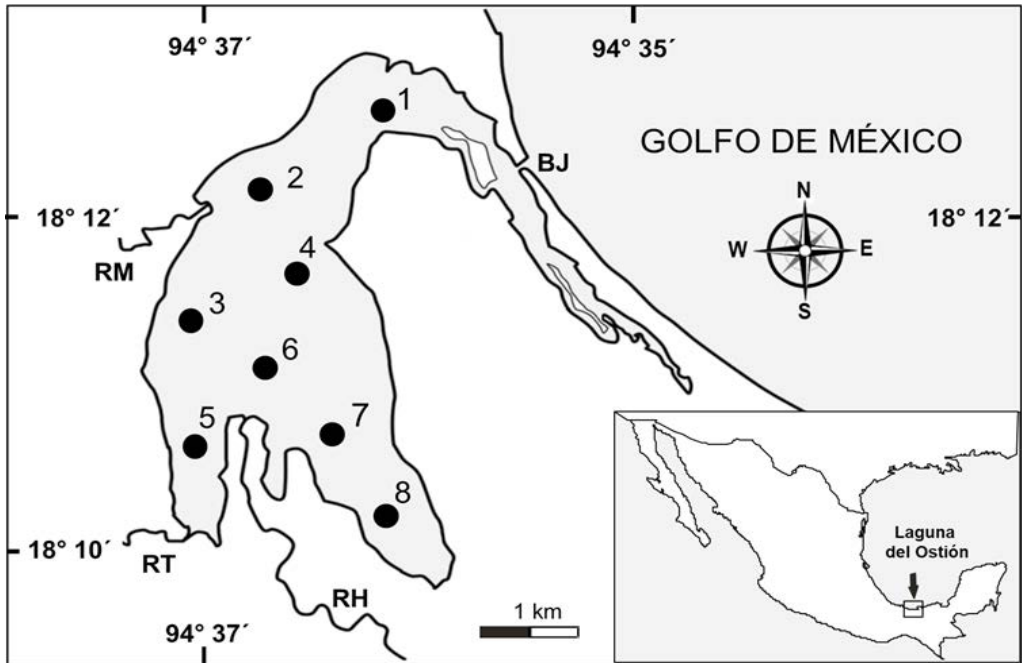 94° 37´
94° 35´
1
GOLFO DE MÉXICO
BJ
2
N
18° 12´
18° 12´
W
E
RM
4
S
3
6
5
7
8
Laguna
del Ostión
18° 10´
RT
RH
1 km
94° 37´